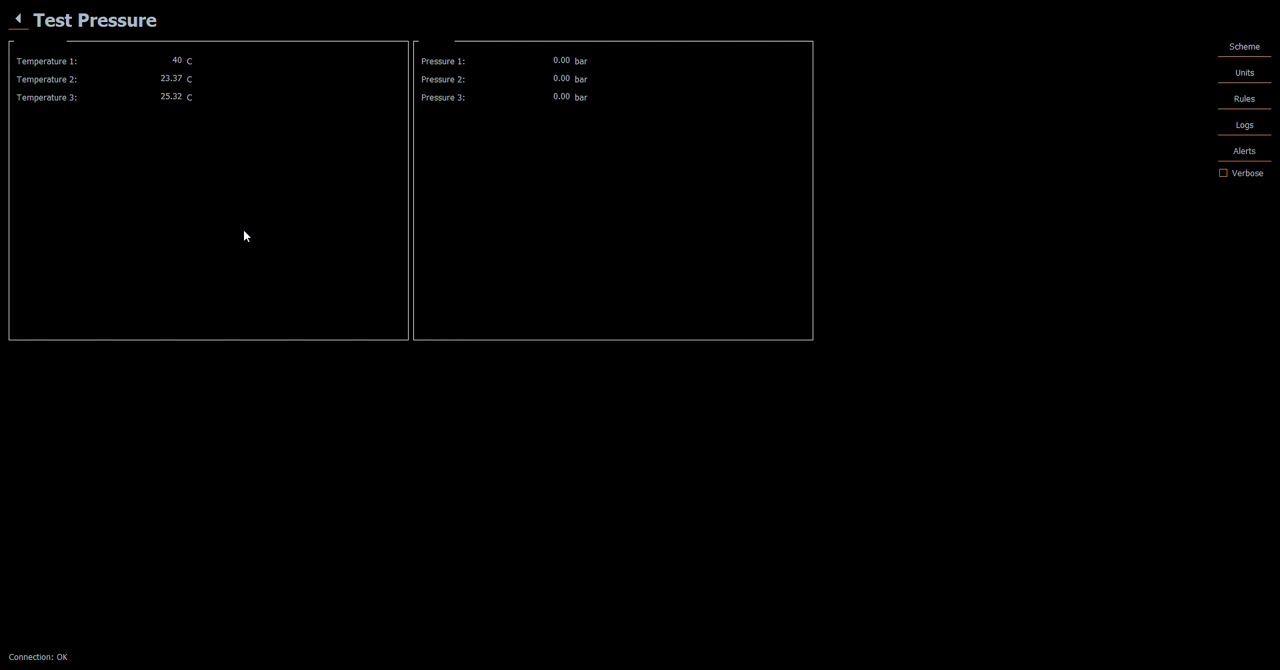 Test Pressure
Temperature 1: 40 C
Temperature 2: 23.37 C
Temperature 3: 25.32 C
Pressure 1: 0.00 bar
Pressure 2: 0.00 bar
Pressure 3: 0.00 bar
Scheme
Units
Rules
Logs
Alerts
Verbose
Connection: OK